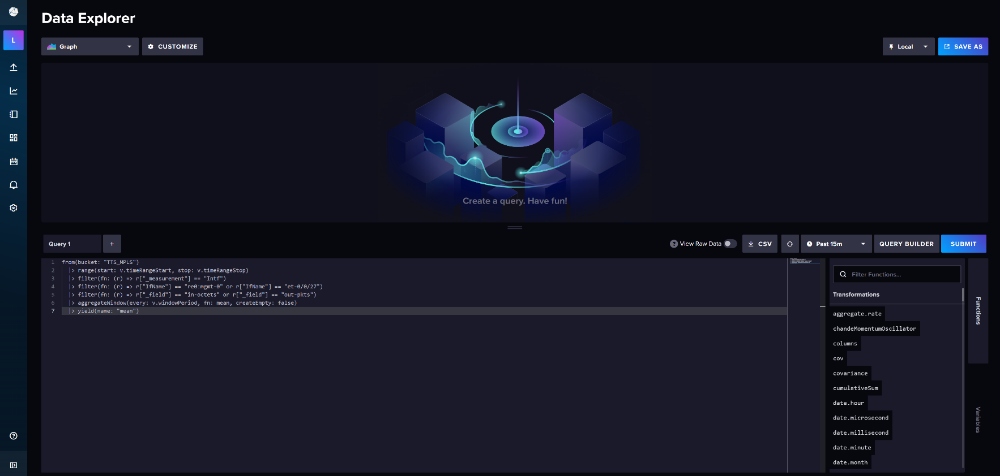 Data Explorer
L
Graph
CUSTOMIZE
Local
SAVE AS
Create a query. Have fun!
Query 1
+
? View Raw Data
CSV
Past 15m
QUERY BUILDER
SUBMIT
1 from(bucket: "TTS_MPLS")
2 |> range(start: v.timeRangeStart, stop: v.timeRangeStop)
3 |> filter(fn: (r) => r["_measurement"] == "Intf")
4 |> filter(fn: (r) => r["IfName"] == "re0:mgmt-0" or r["IfName"] == "et-0/0/27")
5 |> filter(fn: (r) => r["_field"] == "in-octets" or r["_field"] == "out-pkts")
6 |> aggregateWindow(every: v.windowPeriod, fn: mean, createEmpty: false)
7 |> yield(name: "mean")
Filter Functions...
Transformations
aggregate.rate
chandeMomentumOscillator
columns
cov
covariance
cumulativeSum
date.hour
date.microsecond
date.millisecond
date.minute
date.month
Functions
Variables